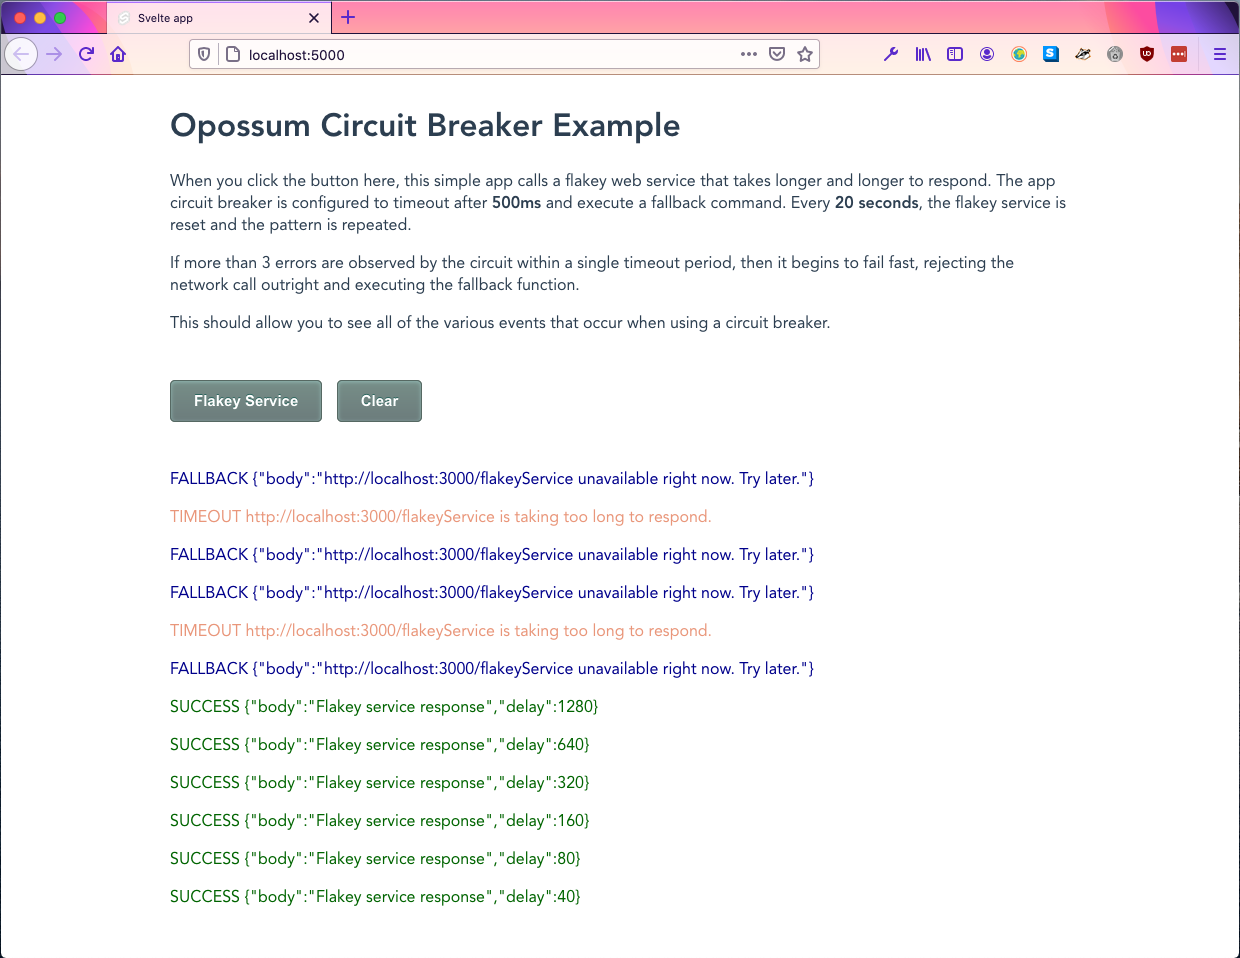 Svelte app
localhost:5000
Opossum Circuit Breaker Example
When you click the button here, this simple app calls a flakey web service that takes longer and longer to respond. The app
circuit breaker is configured to timeout after 500ms and execute a fallback command. Every 20 seconds, the flakey service is
reset and the pattern is repeated.
If more than 3 errors are observed by the circuit within a single timeout period, then it begins to fail fast, rejecting the
network call outright and executing the fallback function.
This should allow you to see all of the various events that occur when using a circuit breaker.
Flakey Service Clear
FALLBACK {"body":"http://localhost:3000/flakeyService unavailable right now. Try later."}
TIMEOUT http://localhost:3000/flakeyService is taking too long to respond.
FALLBACK {"body":"http://localhost:3000/flakeyService unavailable right now. Try later."}
FALLBACK {"body":"http://localhost:3000/flakeyService unavailable right now. Try later."}
TIMEOUT http://localhost:3000/flakeyService is taking too long to respond.
FALLBACK {"body":"http://localhost:3000/flakeyService unavailable right now. Try later."}
SUCCESS {"body":"Flakey service response","delay":1280}
SUCCESS {"body":"Flakey service response","delay":640}
SUCCESS {"body":"Flakey service response","delay":320}
SUCCESS {"body":"Flakey service response","delay":160}
SUCCESS {"body":"Flakey service response","delay":80}
SUCCESS {"body":"Flakey service response","delay":40}